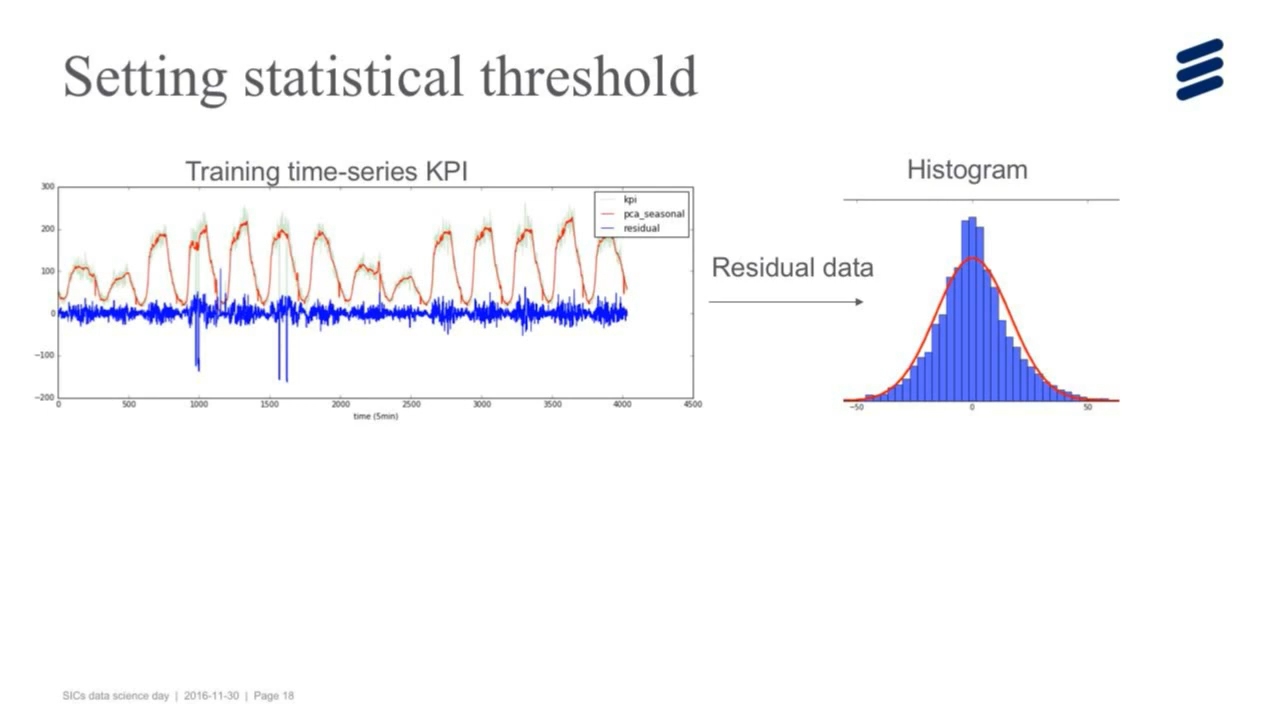 Setting statistical threshold
Training time-series KPI
300
200
100
0
−100
−200
0
500
1000
1500
2000
2500
3000
3500
4000
4500
time (5min)
kpi
pca_seasonal
residual
Residual data
Histogram
−50
0
50
SICs data science day | 2016-11-30 | Page 18